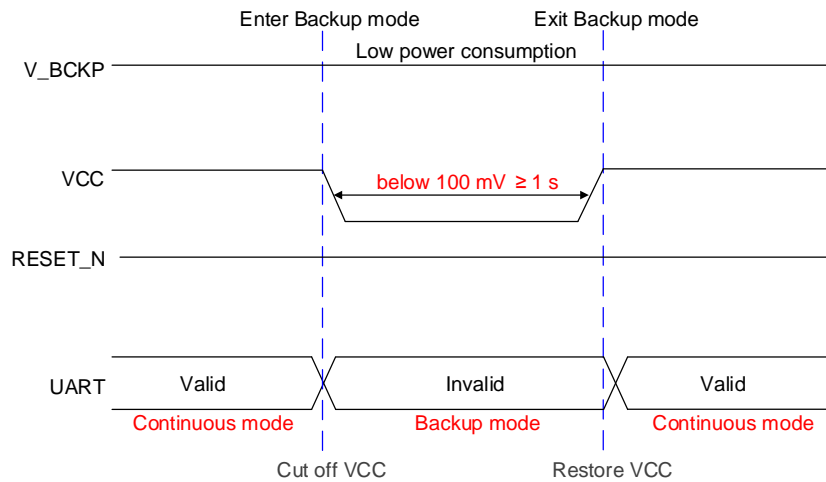 Enter Backup mode
Exit Backup mode
Low power consumption
V_BCKP
VCC
below 100 mV ≥ 1 s
RESET_N
UART
Valid
Invalid
Valid
Continuous mode
Backup mode
Continuous mode
Cut off VCC
Restore VCC